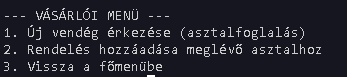 --- VÁSÁRLÓI MENÜ ---
1. Új vendég érkezése (asztalfoglalás)
2. Rendelés hozzáadása meglévő asztalhoz
3. Vissza a főmenübe